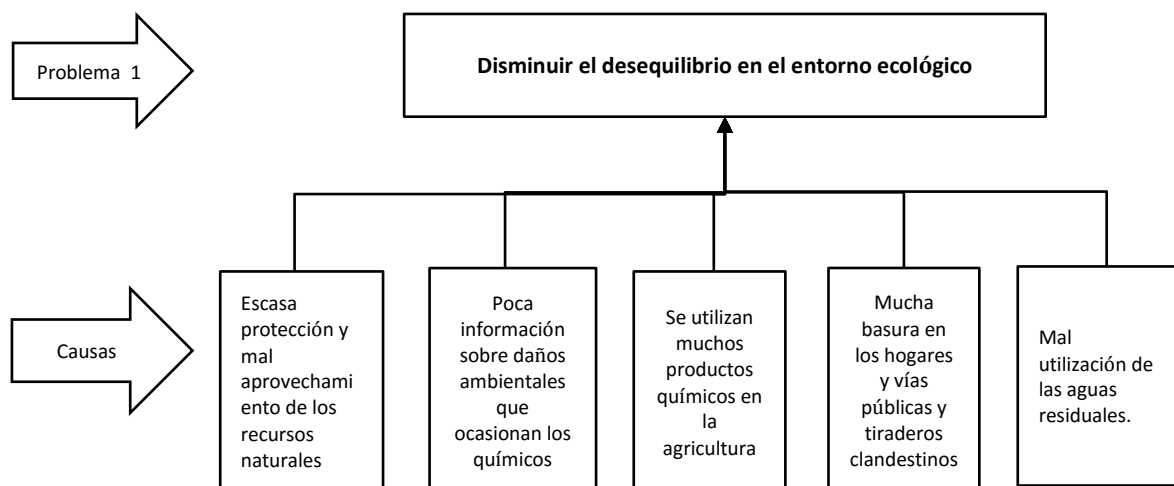 Problema 1
Disminuir el desequilibrio en el entorno ecológico
Causas
Escasa
protección y
mal
aprovechami
ento de los
recursos
naturales
Poca
información
sobre daños
ambientales
que
ocasionan los
químicos
Se utilizan
muchos
productos
químicos en
la
agricultura
Mucha
basura en
los hogares
y vías
públicas y
tiraderos
clandestinos
Mal
utilización de
las aguas
residuales.